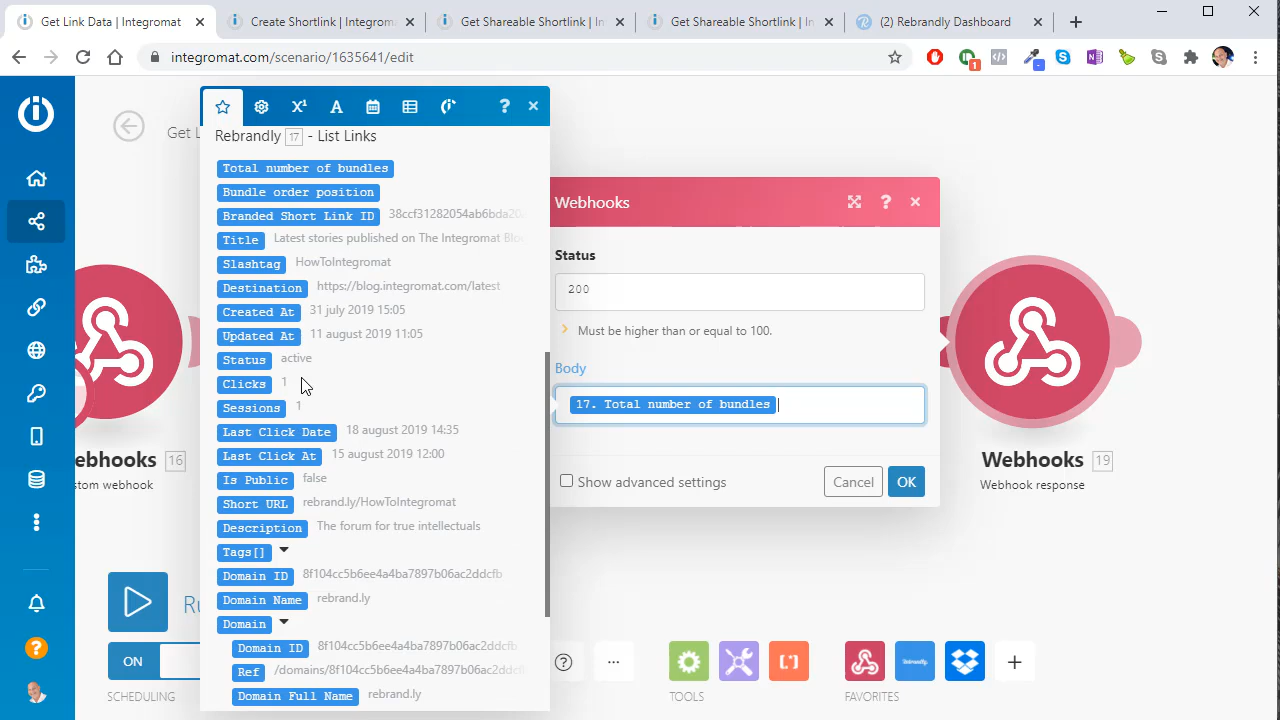 Get Link Data | Integromat
Create Shortlink | Integrom
Get Shareable Shortlink | In
Get Shareable Shortlink | In
(2) Rebrandly Dashboard
integromat.com/scenario/1635641/edit
1
Get L
Rebrandly 17 - List Links
Total number of bundles
Bundle order position
Branded Short Link ID 38ccf31282054ab6bda20
Title Latest stories published on The Integromat Blog
Slashtag HowToIntegromat
Destination https://blog.integromat.com/latest
Created At 31 july 2019 15:05
Updated At 11 august 2019 11:05
Status active
Clicks 1
Sessions 1
Last Click Date 18 august 2019 14:35
Last Click At 15 august 2019 12:00
Is Public false
Short URL rebrand.ly/HowToIntegromat
Description The forum for true intellectuals
Tags[]
Domain ID 8f104cc5b6ee4a4ba7897b06ac2ddcfb
Domain Name rebrand.ly
Domain
Domain ID 8f104cc5b6ee4a4ba7897b06ac2ddcfb
Ref /domains/8f104cc5b6ee4a4ba7897b06ac2ddcfb
Domain Full Name rebrand.ly
Webhooks
Status
200
Must be higher than or equal to 100.
Body
17. Total number of bundles
Show advanced settings
Cancel
OK
ebhooks 16
stom webhook
Webhooks 19
Webhook response
Ru
ON
SCHEDULING
TOOLS
FAVORITES